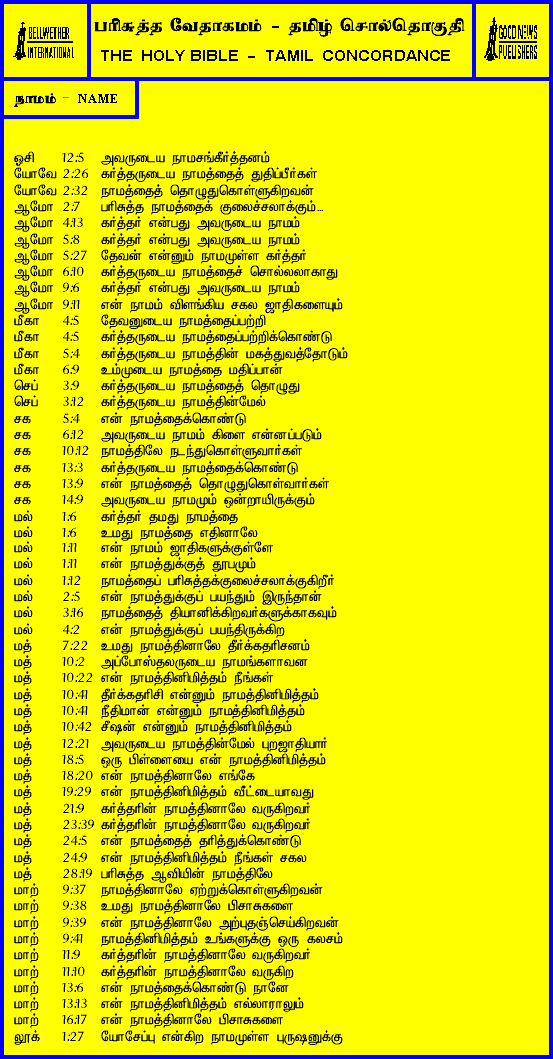 BELLWETHER
INTERNATIONAL
பரிசுத்த வேதாகமம் - தமிழ் சொல்தொகுதி
THE HOLY BIBLE - TAMIL CONCORDANCE
GOOD NEWS
PUBLISHERS
நாமம் - NAME
ஓசி 12:5 அவருடைய நாமசங்கீர்த்தனம்
யோவே 2:26 கர்த்தருடைய நாமத்தைத் துதிப்பீர்கள்
யோவே 2:32 நாமத்தைத் தொழுதுகொள்ளுகிறவன்
ஆமோ 2:7 பரிசுத்த நாமத்தைக் குலைச்சலாக்கும்...
ஆமோ 4:13 கர்த்தர் என்பது அவருடைய நாமம்
ஆமோ 5:8 கர்த்தர் என்பது அவருடைய நாமம்
ஆமோ 5:27 தேவன் என்னும் நாமமுள்ள கர்த்தர்
ஆமோ 6:10 கர்த்தருடைய நாமத்தைச் சொல்லலாகாது
ஆமோ 9:6 கர்த்தர் என்பது அவருடைய நாமம்
ஆமோ 9:11 என் நாமம் விளங்கிய சகல ஜாதிகளையும்
மீகா 4:5 தேவனுடைய நாமத்தைப்பற்றி
மீகா 4:5 கர்த்தருடைய நாமத்தைப்பற்றிக்கொண்டு
மீகா 5:4 கர்த்தருடைய நாமத்தின் மகத்துவத்தோடும்
மீகா 6:9 உம்முடைய நாமத்தை மதிப்பான்
செப் 3:9 கர்த்தருடைய நாமத்தைத் தொழுது
செப் 3:12 கர்த்தருடைய நாமத்தின்மேல்
சக 5:4 என் நாமத்தைக்கொண்டு
சக 6:12 அவருடைய நாமம் கிளை என்னப்படும்
சக 10:12 நாமத்திலே நடந்துகொள்ளுவார்கள்
சக 13:3 கர்த்தருடைய நாமத்தைக்கொண்டு
சக 13:9 என் நாமத்தைத் தொழுதுகொள்வார்கள்
சக 14:9 அவருடைய நாமமும் ஒன்றாயிருக்கும்
மல் 1:6 கர்த்தர் தமது நாமத்தை
மல் 1:6 உமது நாமத்தை எதினாலே
மல் 1:11 என் நாமம் ஜாதிகளுக்குள்ளே
மல் 1:11 என் நாமத்துக்குத் தூபமும்
மல் 1:12 நாமத்தைப் பரிசுத்தக்குலைச்சலாக்குகிறீர்
மல் 2:5 என் நாமத்துக்குப் பயந்தும் இருந்தான்
மல் 3:16 நாமத்தைத் தியானிக்கிறவர்களுக்காகவும்
மல் 4:2 என் நாமத்துக்குப் பயந்திருக்கிற
மத் 7:22 உமது நாமத்தினாலே தீர்க்கதரிசனம்
மத் 10:2 அப்போஸ்தலருடைய நாமங்களாவன
மத் 10:22 என் நாமத்தினிமித்தம் நீங்கள்
மத் 10:41 தீர்க்கதரிசி என்னும் நாமத்தினிமித்தம்
மத் 10:41 நீதிமான் என்னும் நாமத்தினிமித்தம்
மத் 10:42 சீஷன் என்னும் நாமத்தினிமித்தம்
மத் 12:21 அவருடைய நாமத்தின்மேல் புறஜாதியார்
மத் 18:5 ஒரு பிள்ளையை என் நாமத்தினிமித்தம்
மத் 18:20 என் நாமத்தினாலே எங்கே
மத் 19:29 என் நாமத்தினிமித்தம் வீட்டையாவது
மத் 21:9 கர்த்தரின் நாமத்தினாலே வருகிறவர்
மத் 23:39 கர்த்தரின் நாமத்தினாலே வருகிறவர்
மத் 24:5 என் நாமத்தைத் தரித்துக்கொண்டு
மத் 24:9 என் நாமத்தினிமித்தம் நீங்கள் சகல
மத் 28:19 பரிசுத்த ஆவியின் நாமத்திலே
மாற் 9:37 நாமத்தினாலே ஏற்றுக்கொள்ளுகிறவன்
மாற் 9:38 உமது நாமத்தினாலே பிசாசுகளை
மாற் 9:39 என் நாமத்தினாலே அற்புதஞ்செய்கிறவன்
மாற் 9:41 நாமத்தினிமித்தம் உங்களுக்கு ஒரு கலசம்
மாற் 11:9 கர்த்தரின் நாமத்தினாலே வருகிறவர்
மாற் 11:10 கர்த்தரின் நாமத்தினாலே வருகிற
மாற் 13:6 என் நாமத்தைக்கொண்டு நானே
மாற் 13:13 என் நாமத்தினிமித்தம் எல்லாராலும்
மாற் 16:17 என் நாமத்தினாலே பிசாசுகளை
லூக் 1:27 யோசேப்பு என்கிற நாமமுள்ள புருஷனுக்கு